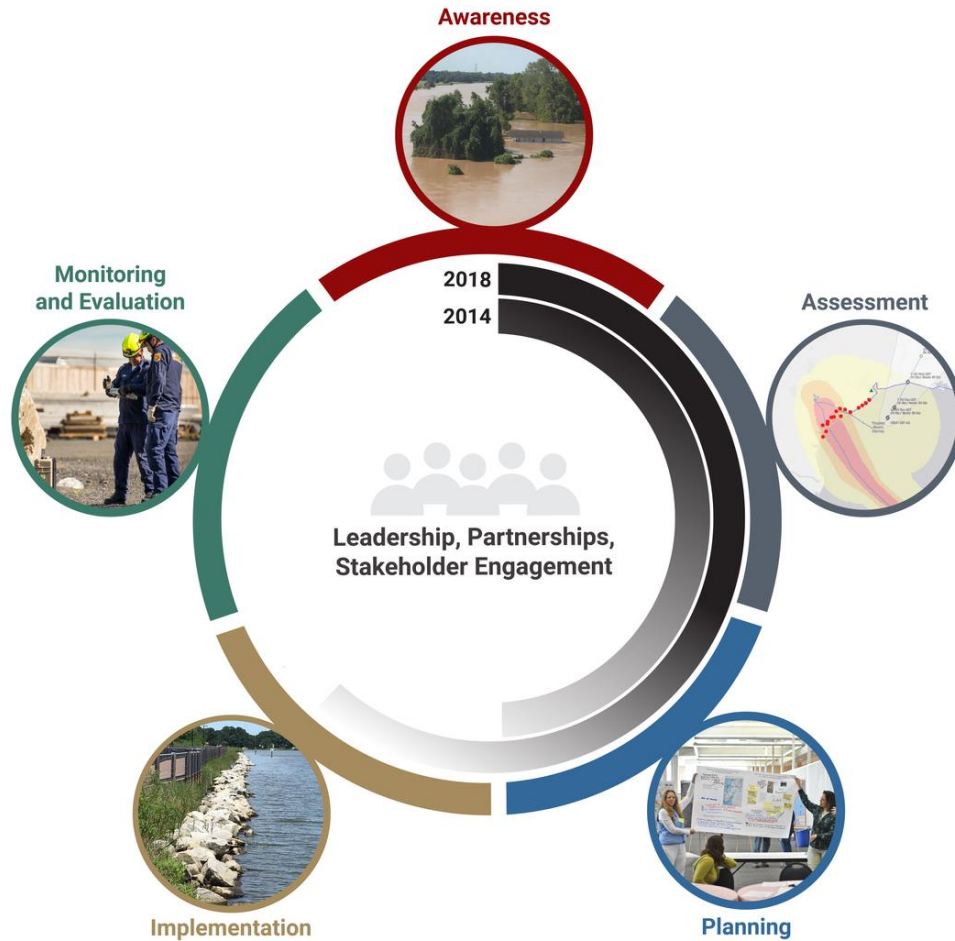 Awareness
Monitoring
and Evaluation
2018
2014
Assessment
Leadership, Partnerships,
Stakeholder Engagement
Implementation
Planning